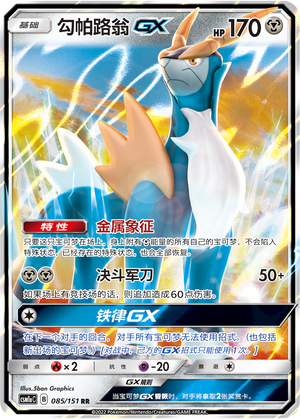 基础 勾帕路翁GX HP170
特性 金属象征
只要这只宝可梦在场上,身上附有能量的所有自己的宝可梦,不会陷入
特殊状态,已经存在的特殊状态,也会全部恢复。
决斗军刀 50+
如果场上有竞技场的话,则追加造成60点伤害。
铁律GX
在下一个对手的回合,对手所有宝可梦无法使用招式。(也包括
新出场的宝可梦)[对战中,己方的GX招式只能使用1次。]
弱点 ×2 抵抗力 -20 撤退
Illus.5ban Graphics GX规则
csm1aC 085/151 RR 当宝可梦GX昏厥时,对手将拿取2张奖赏卡。
©2022 Pokémon/Nintendo/Creatures/GAME FREAK.